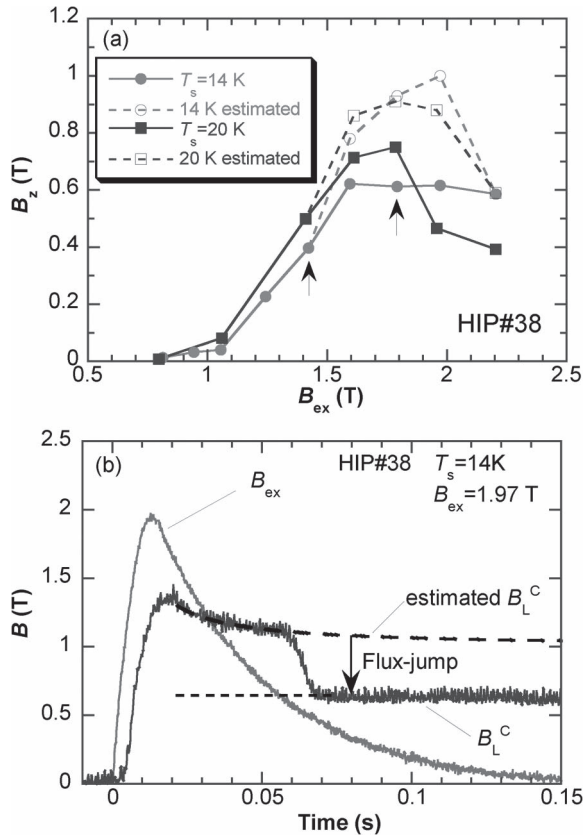 (a)
1.2
1
0.8
0.6
0.4
0.2
0
B_z (T)
T_s=14 K
14 K estimated
T_s=20 K
20 K estimated
HIP#38
0.5 1 1.5 2 2.5
B_ex (T)
(b)
HIP#38 T_s=14K
B_ex=1.97 T
B_ex
2.5
2
1.5
1
0.5
0
B (T)
estimated B_L^C
Flux-jump
B_L^C
0 0.05 0.10 0.15
Time (s)